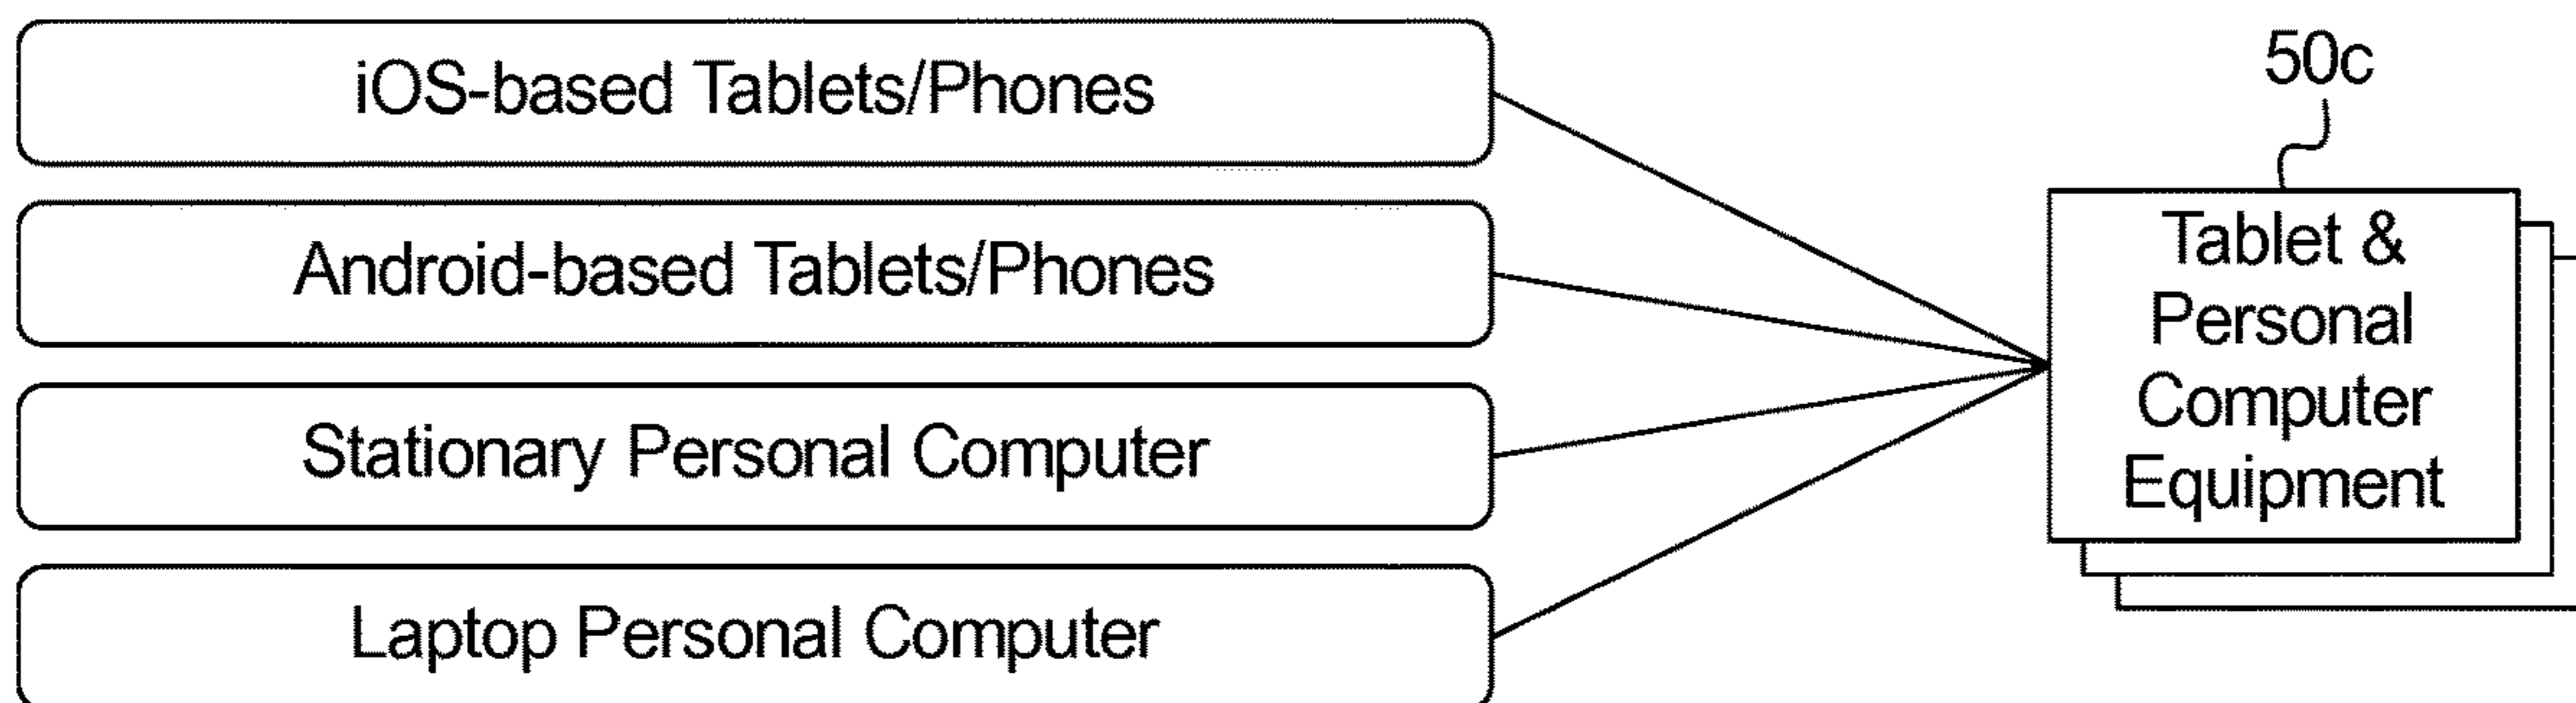 iOS-based Tablets/Phones
Android-based Tablets/Phones
Stationary Personal Computer
Laptop Personal Computer
50c
Tablet &
Personal
Computer
Equipment